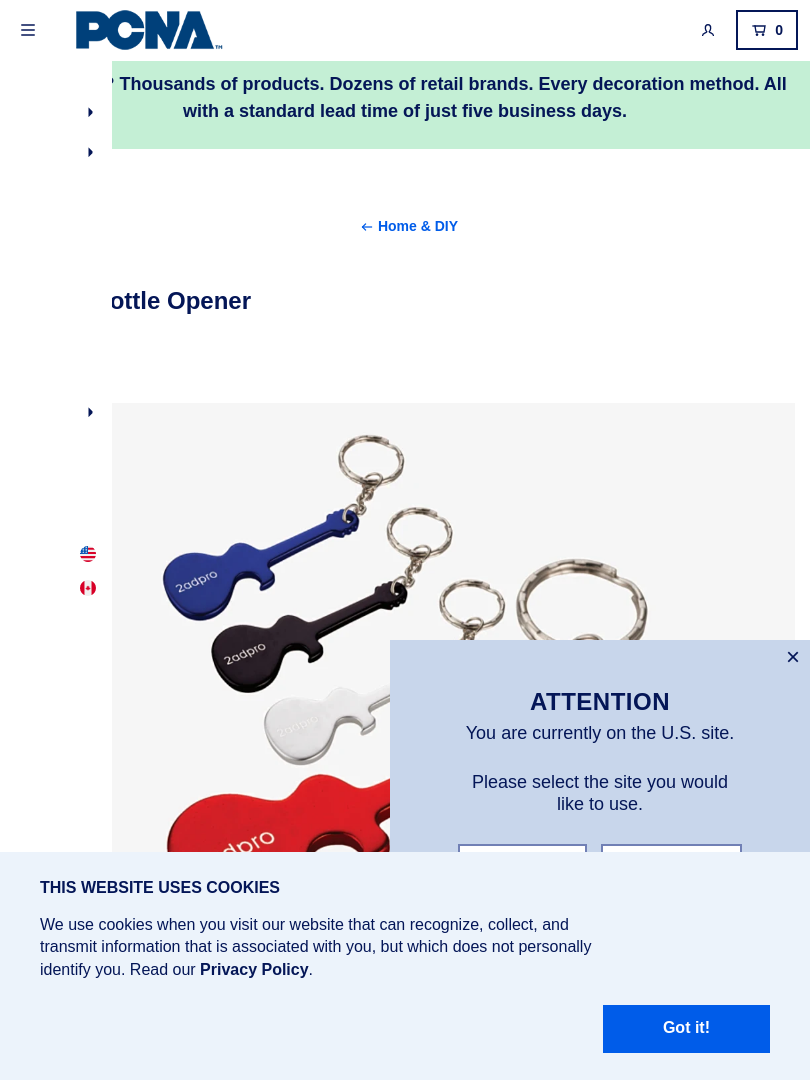 PCNA™
0
? Thousands of products. Dozens of retail brands. Every decoration method. All
with a standard lead time of just five business days.
← Home & DIY
ottle Opener
2adpro
2adpro
2adpro
2adpro
ATTENTION
You are currently on the U.S. site.
Please select the site you would
like to use.
THIS WEBSITE USES COOKIES
We use cookies when you visit our website that can recognize, collect, and
transmit information that is associated with you, but which does not personally
identify you. Read our Privacy Policy.
Got it!